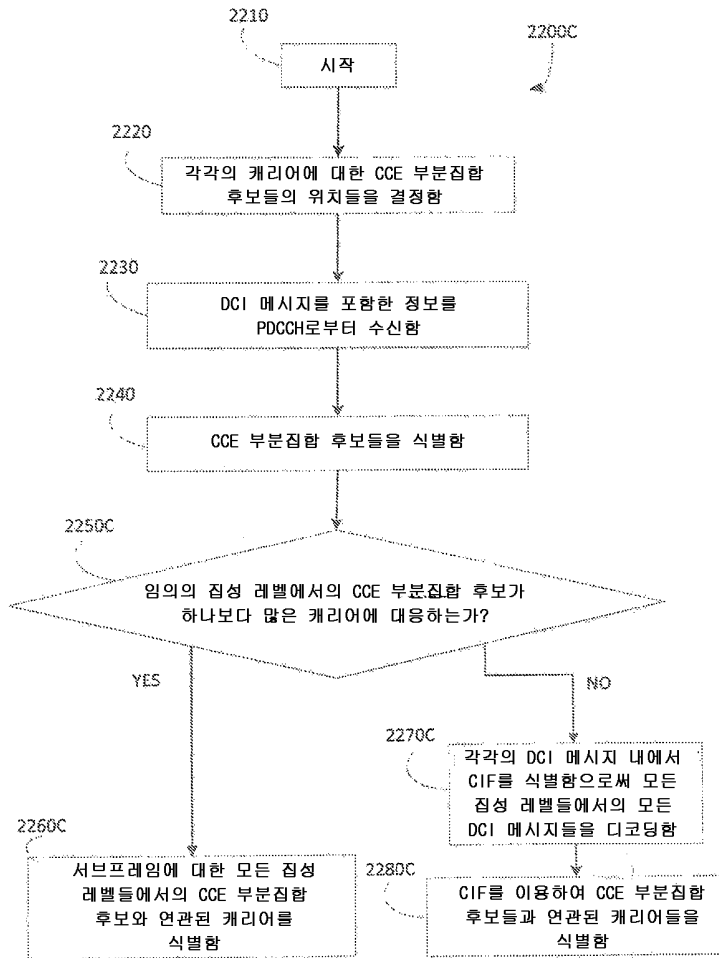 2210
2200C
시작
2220
각각의 캐리어에 대한 CCE 부분집합
후보들의 위치들을 결정함
2230
DCI 메시지를 포함한 정보를
PDCCH로부터 수신함
2240
CCE 부분집합 후보들을 식별함
2250C
임의의 집성 레벨에서의 CCE 부분집합 후보가
하나보다 많은 캐리어에 대응하는가?
YES
NO
2270C
각각의 DCI 메시지 내에서
CIF를 식별함으로써 모든
집성 레벨들에서의 모든
DCI 메시지들을 디코딩함
2260C
서브프레임에 대한 모든 집성
레벨들에서의 CCE 부분집합
후보와 연관된 캐리어를
식별함
2280C
CIF를 이용하여 CCE 부분집합
후보들과 연관된 캐리어들을
식별함